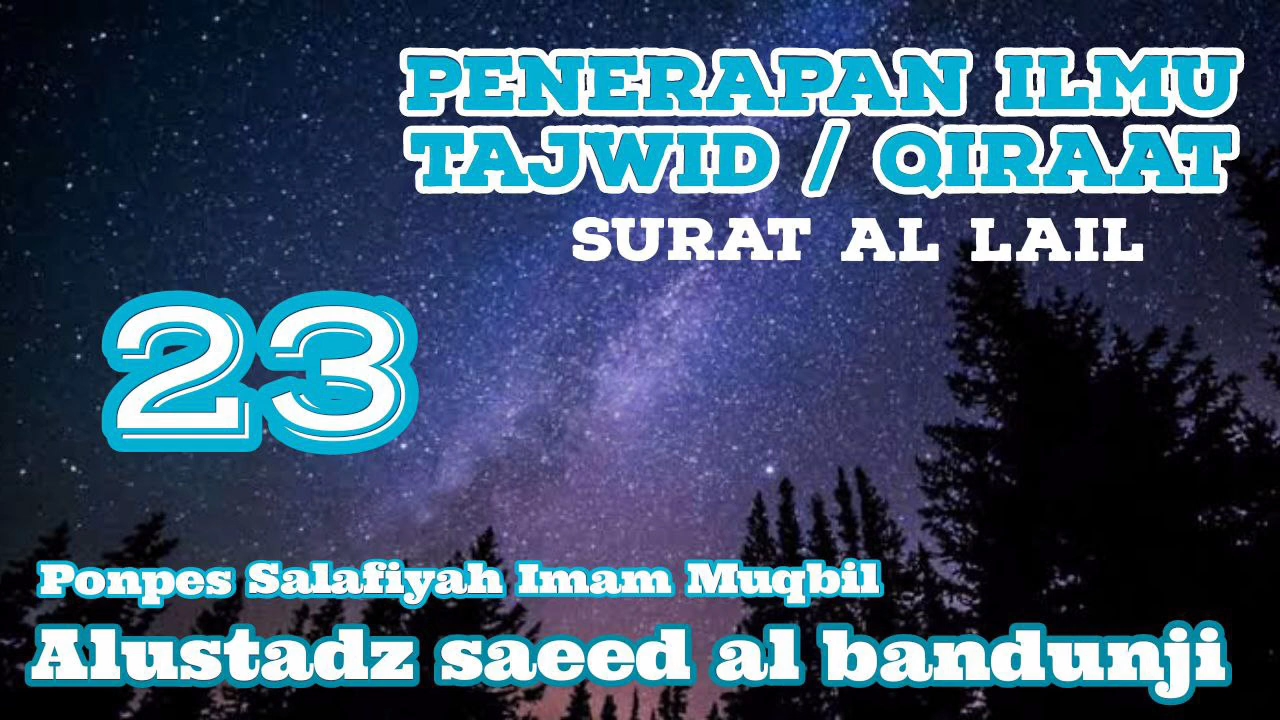 PENERAPAN ILMU
TAJWID / QIRAAT
SURAT AL LAIL
23
Ponpes Salafiyah Imam Muqbil
Alustadz saeed al bandunji